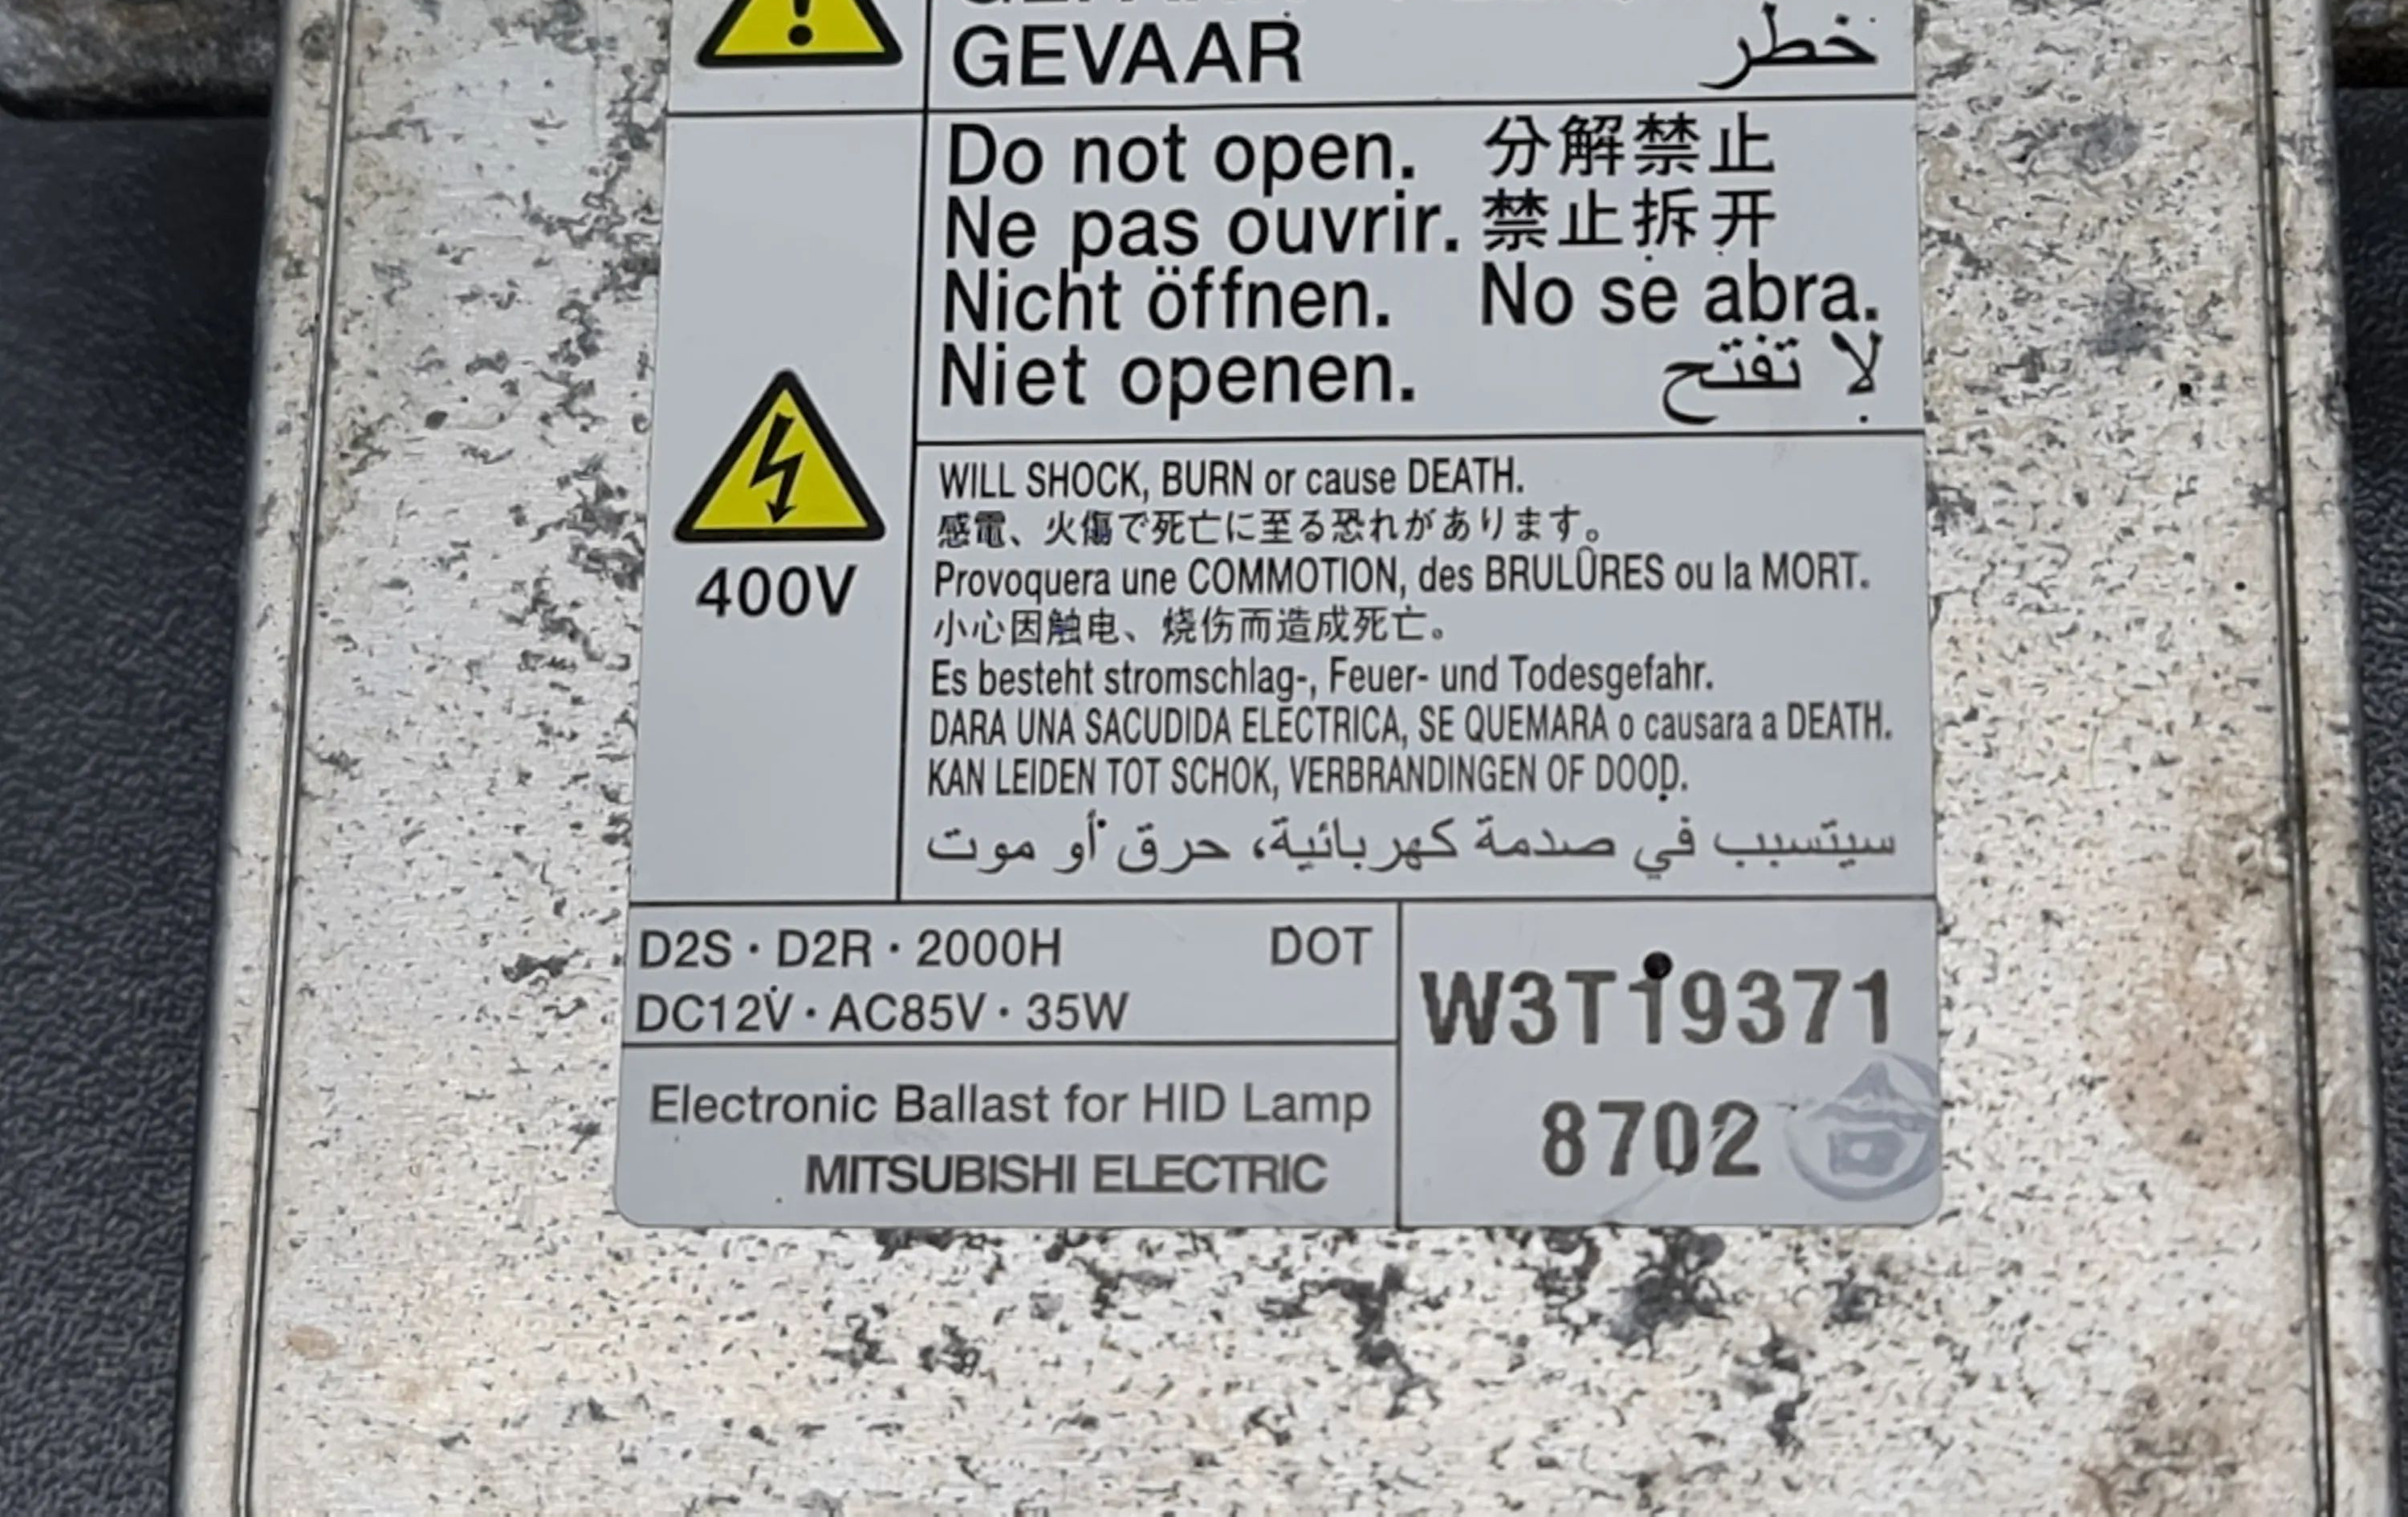 GEVAAR خطر
Do not open. 分解禁止
Ne pas ouvrir. 禁止拆开
Nicht öffnen. No se abra.
Niet openen. لا تفتح
400V
WILL SHOCK, BURN or cause DEATH.
感電、火傷で死亡に至る恐れがあります。
Provoquera une COMMOTION, des BRULÛRES ou la MORT.
小心因触电、烧伤而造成死亡。
Es besteht stromschlag-, Feuer- und Todesgefahr.
DARA UNA SACUDIDA ELECTRICA, SE QUEMARA o causara a DEATH.
KAN LEIDEN TOT SCHOK, VERBRANDINGEN OF DOOD.
سيتسبب في صدمة كهربائية، حرق أو موت
D2S · D2R · 2000H DOT
DC12V · AC85V · 35W
Electronic Ballast for HID Lamp
MITSUBISHI ELECTRIC
W3T19371
8702